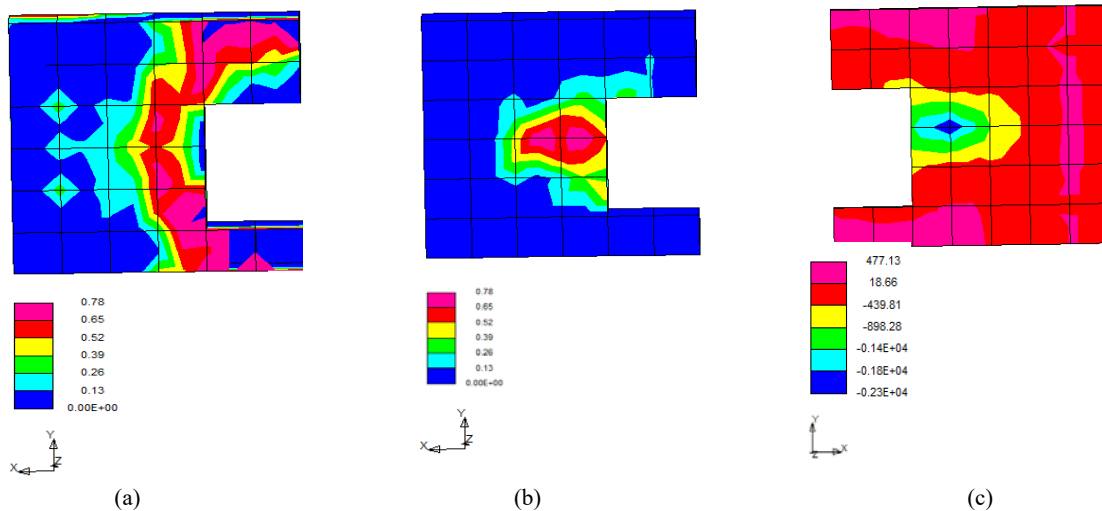 0.78
0.65
0.52
0.39
0.26
0.13
0.00E+00
Y
X
Z
(a)
0.78
0.65
0.52
0.39
0.26
0.13
0.00E+00
Y
X
Z
(b)
477.13
18.66
-439.81
-898.28
-0.14E+04
-0.18E+04
-0.23E+04
Y
Z
X
(c)